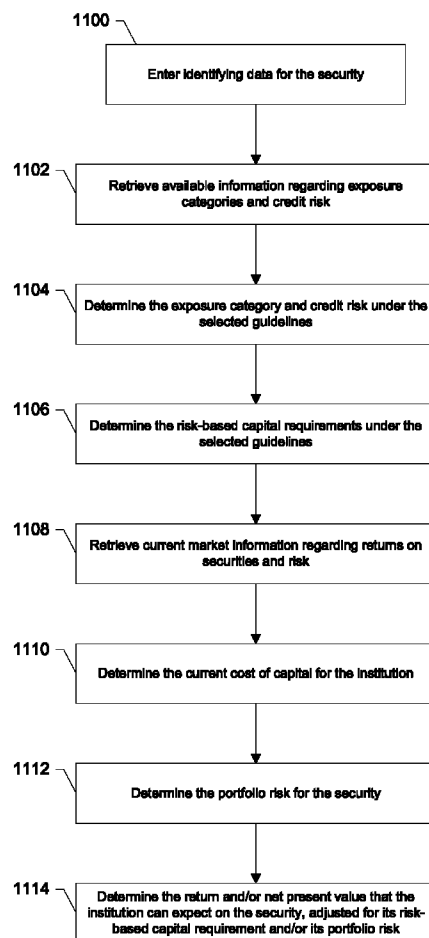 1100
Enter identifying data for the security
1102
Retrieve available information regarding exposure
categories and credit risk
1104
Determine the exposure category and credit risk under the
selected guidelines
1106
Determine the risk-based capital requirements under the
selected guidelines
1108
Retrieve current market information regarding returns on
securities and risk
1110
Determine the current cost of capital for the institution
1112
Determine the portfolio risk for the security
1114
Determine the return and/or net present value that the
institution can expect on the security, adjusted for its risk-
based capital requirement and/or its portfolio risk